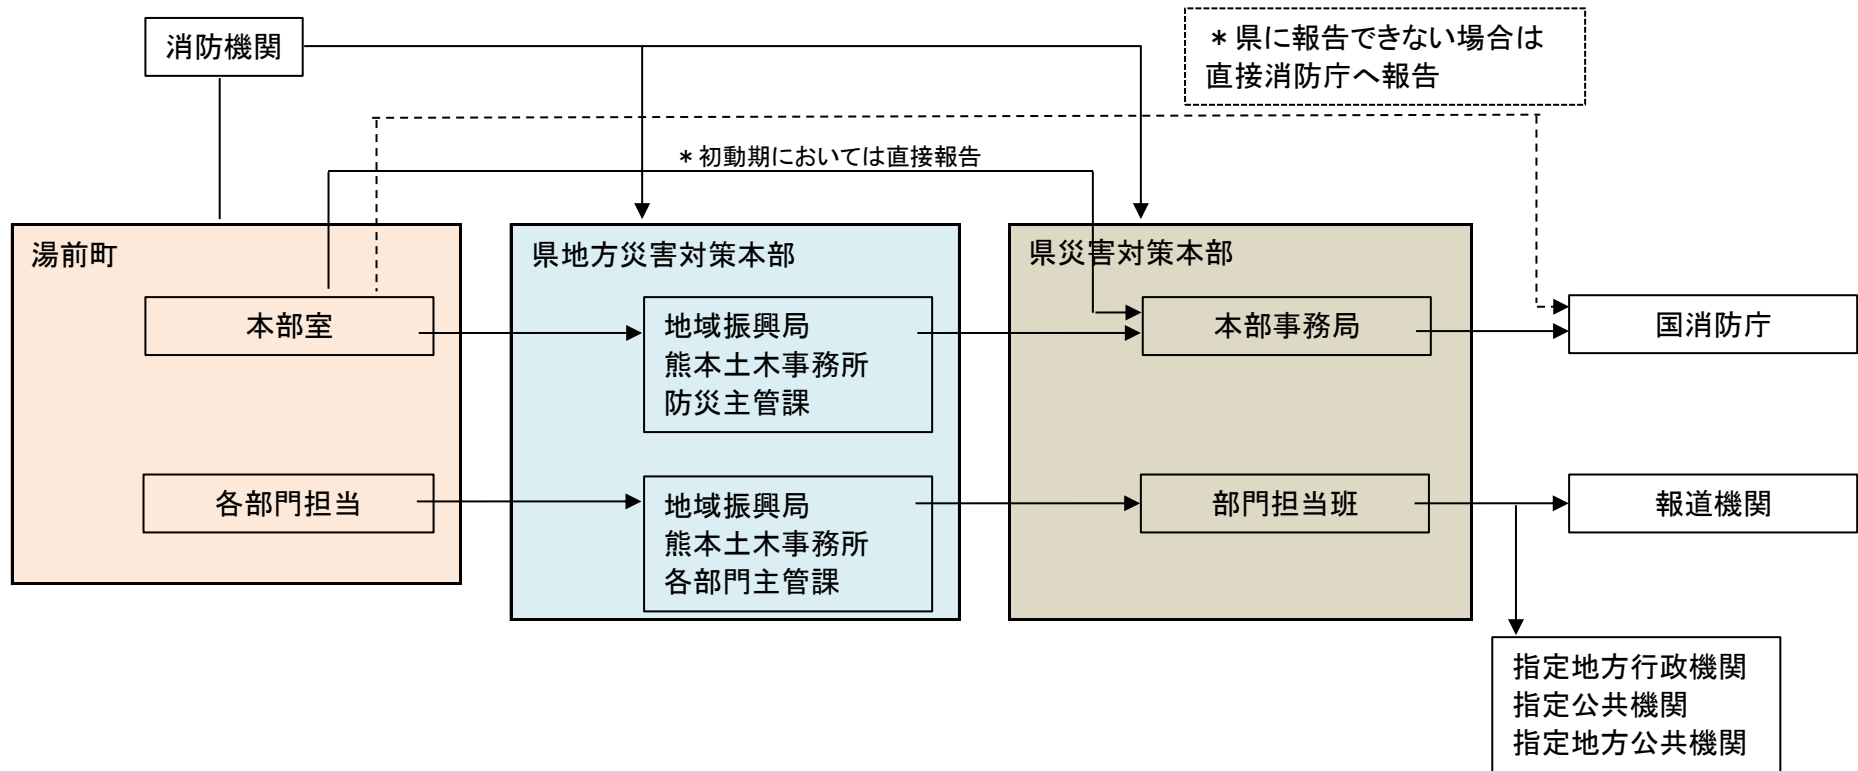 消防機関
*県に報告できない場合は
直接消防庁へ報告
*初動期においては直接報告
湯前町
県地方災害対策本部
県災害対策本部
本部室
地域振興局
熊本土木事務所
防災主管課
本部事務局
国消防庁
各部門担当
地域振興局
熊本土木事務所
各部門主管課
部門担当班
報道機関
指定地方行政機関
指定公共機関
指定地方公共機関